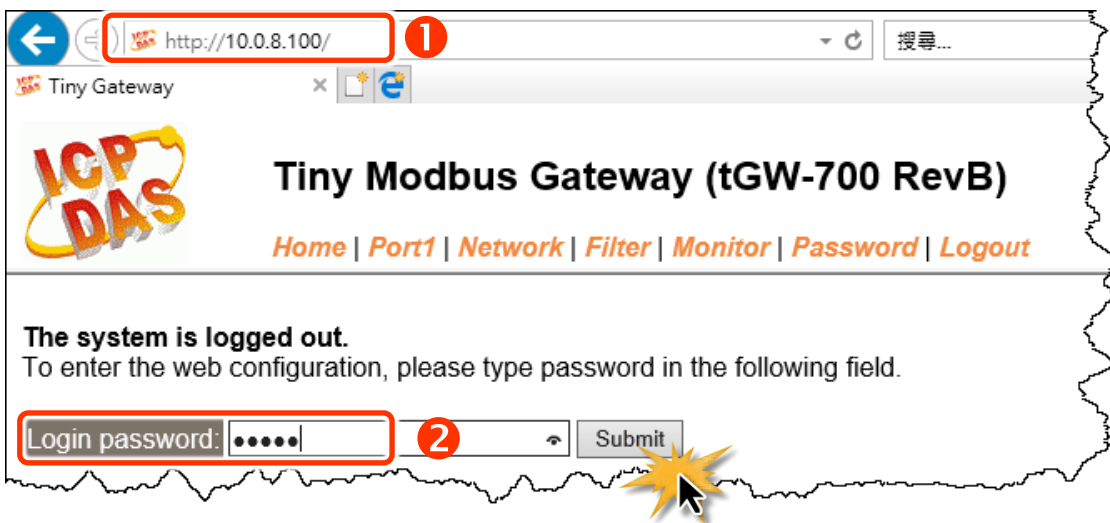 http://10.0.8.100/ 1 搜尋...
Tiny Gateway
ICP
DAS
Tiny Modbus Gateway (tGW-700 RevB)
Home | Port1 | Network | Filter | Monitor | Password | Logout
The system is logged out.
To enter the web configuration, please type password in the following field.
Login password: ●●●●● 2 Submit